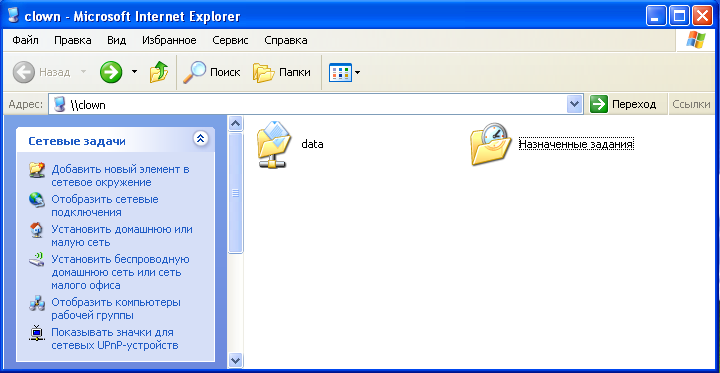 clown - Microsoft Internet Explorer
Файл Правка Вид Избранное Сервис Справка
Назад Поиск Папки
Адрес: \\clown Переход Ссылки
Сетевые задачи
Добавить новый элемент в
сетевое окружение
Отобразить сетевые
подключения
Установить домашнюю или
малую сеть
Установить беспроводную
домашнюю сеть или сеть
малого офиса
Отобразить компьютеры
рабочей группы
Показывать значки для
сетевых UPnP-устройств
data
Назначенные задания